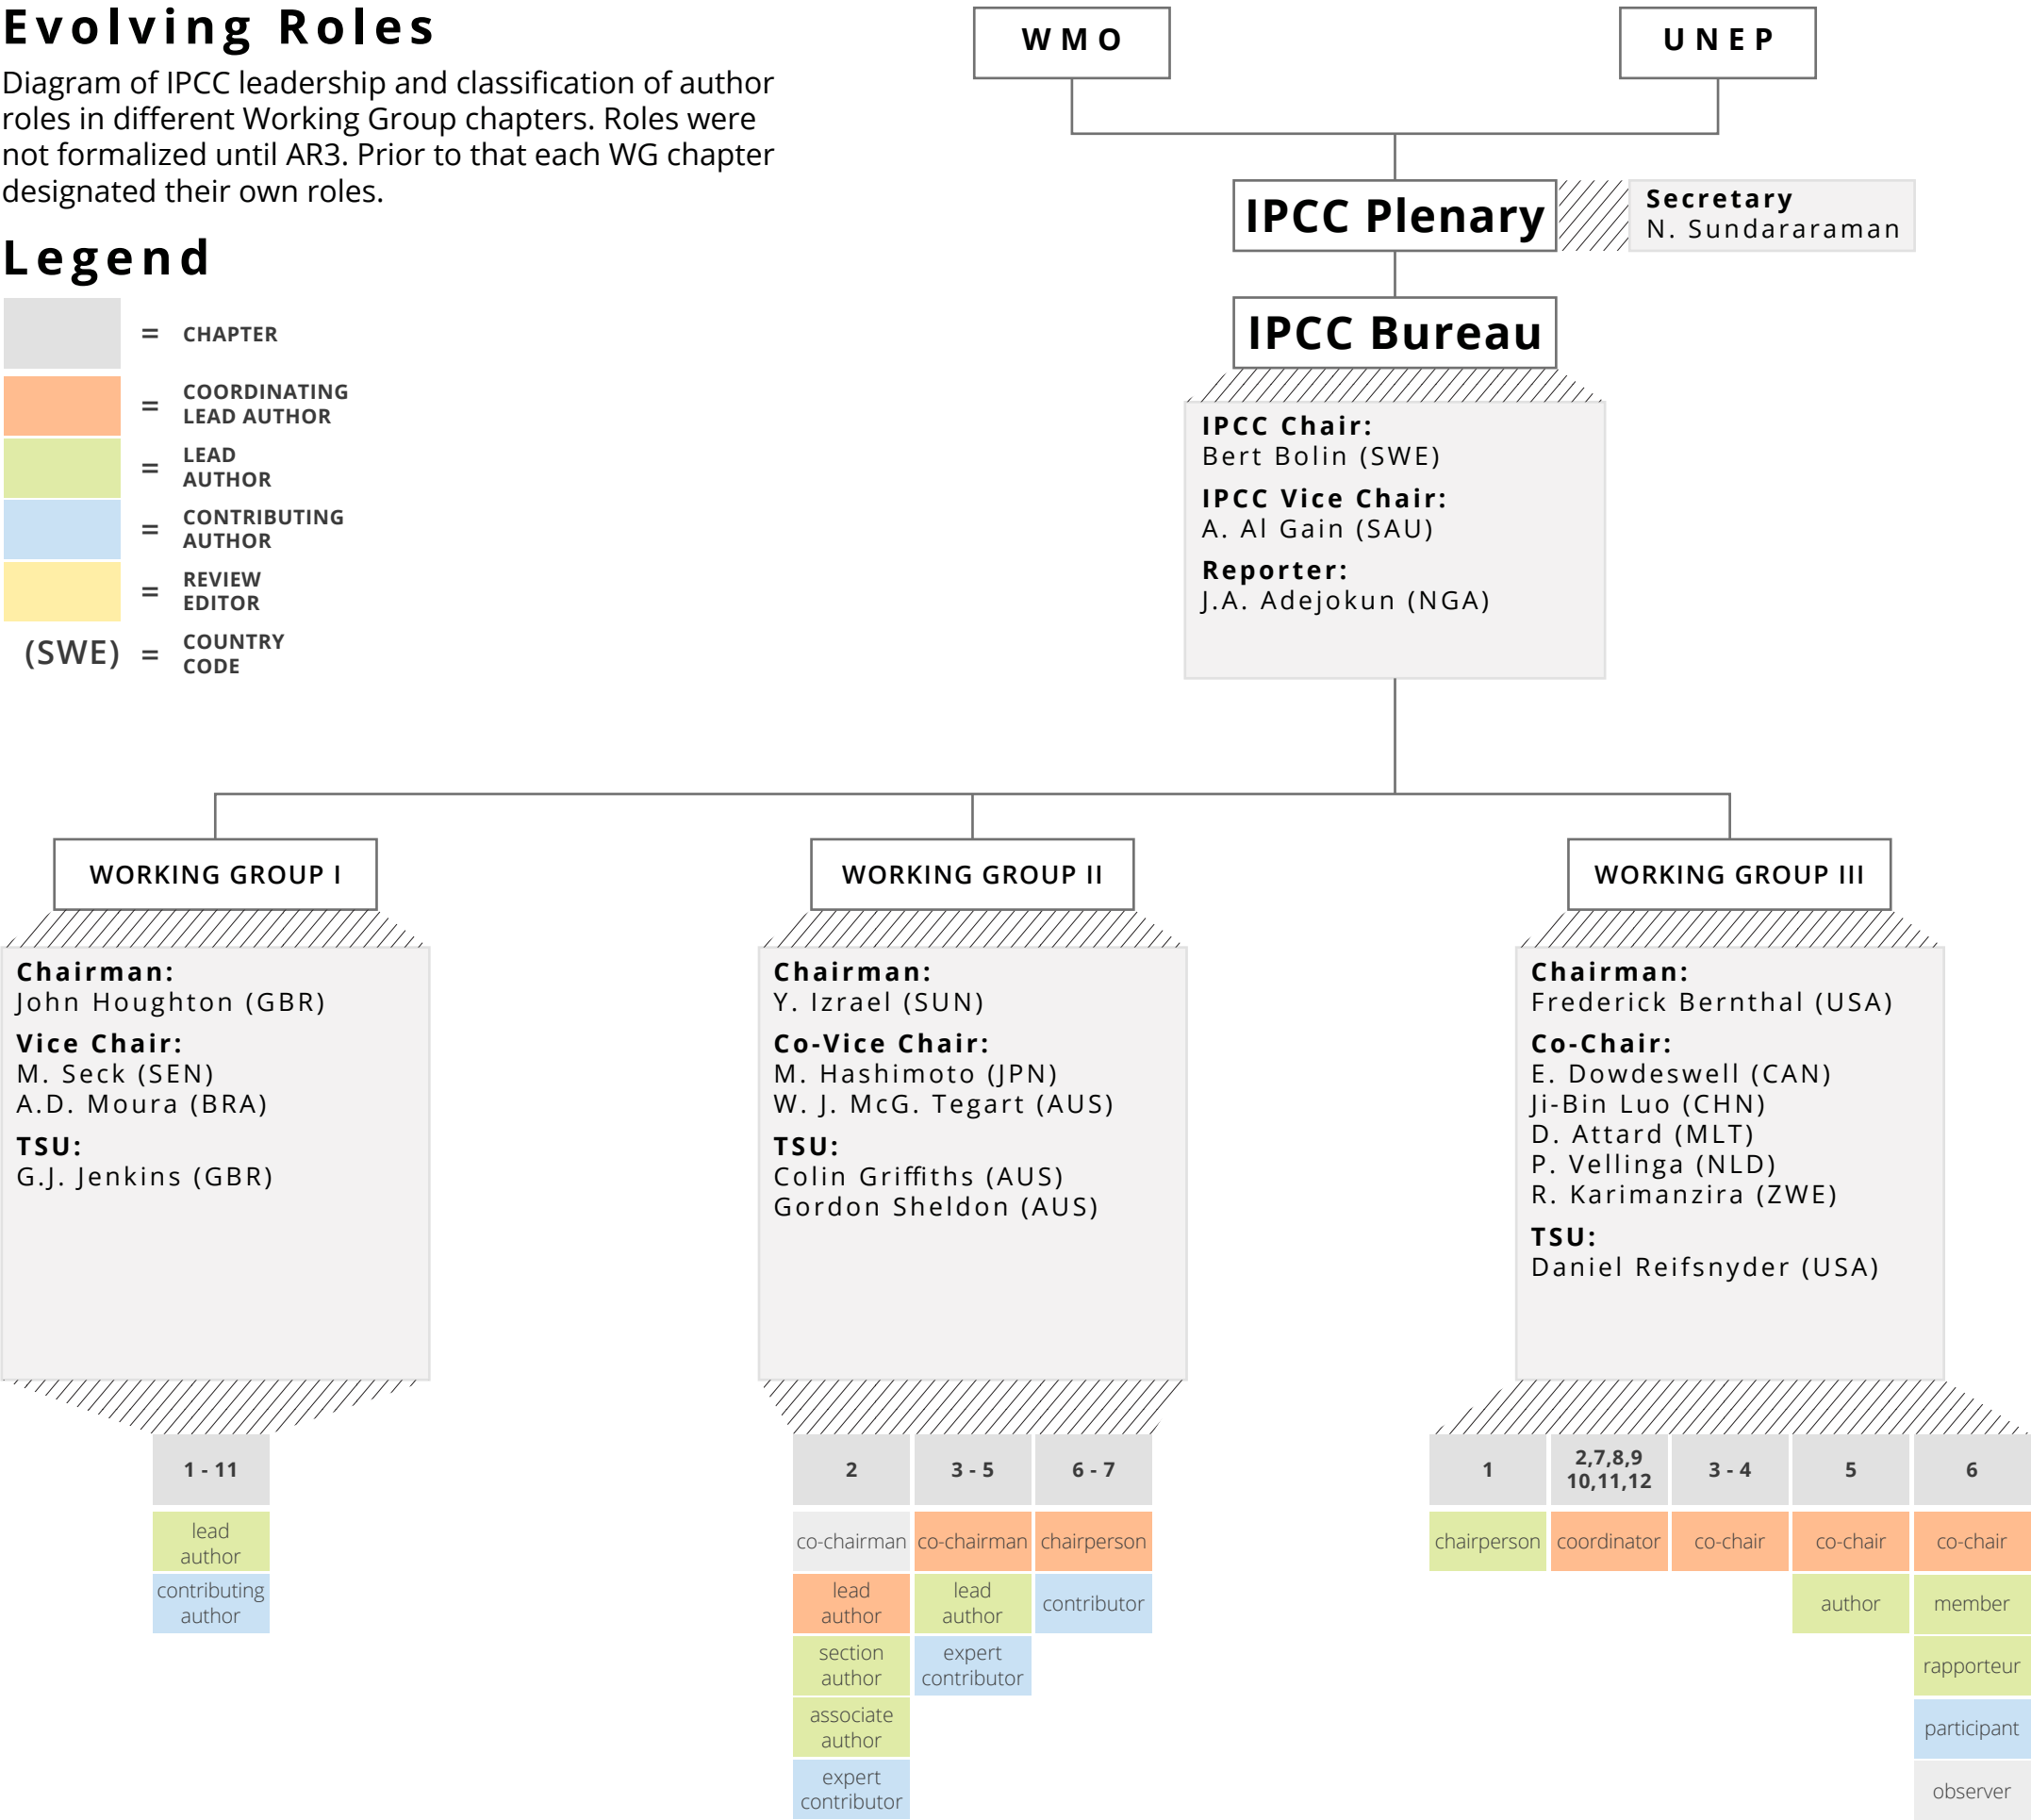 Evolving Roles
Diagram of IPCC leadership and classification of author
roles in different Working Group chapters. Roles were
not formalized until AR3. Prior to that each WG chapter
designated their own roles.
Legend
= CHAPTER
= COORDINATING
LEAD AUTHOR
= LEAD
AUTHOR
= CONTRIBUTING
AUTHOR
= REVIEW
EDITOR
(SWE) = COUNTRY
CODE
WMO
UNEP
IPCC Plenary
Secretary
N. Sundararaman
IPCC Bureau
IPCC Chair:
Bert Bolin (SWE)
IPCC Vice Chair:
A. Al Gain (SAU)
Reporter:
J.A. Adejokun (NGA)
WORKING GROUP I
Chairman:
John Houghton (GBR)
Vice Chair:
M. Seck (SEN)
A.D. Moura (BRA)
TSU:
G.J. Jenkins (GBR)
1 - 11
lead
author
contributing
author
WORKING GROUP II
Chairman:
Y. Izrael (SUN)
Co-Vice Chair:
M. Hashimoto (JPN)
W. J. McG. Tegart (AUS)
TSU:
Colin Griffiths (AUS)
Gordon Sheldon (AUS)
2
co-chairman
lead
author
section
author
associate
author
expert
contributor
3 - 5
co-chairman
lead
author
expert
contributor
6 - 7
chairperson
contributor
WORKING GROUP III
Chairman:
Frederick Bernthal (USA)
Co-Chair:
E. Dowdeswell (CAN)
Ji-Bin Luo (CHN)
D. Attard (MLT)
P. Vellinga (NLD)
R. Karimanzira (ZWE)
TSU:
Daniel Reifsnyder (USA)
1
chairperson
2,7,8,9
10,11,12
coordinator
3 - 4
co-chair
5
co-chair
author
6
co-chair
member
rapporteur
participant
observer